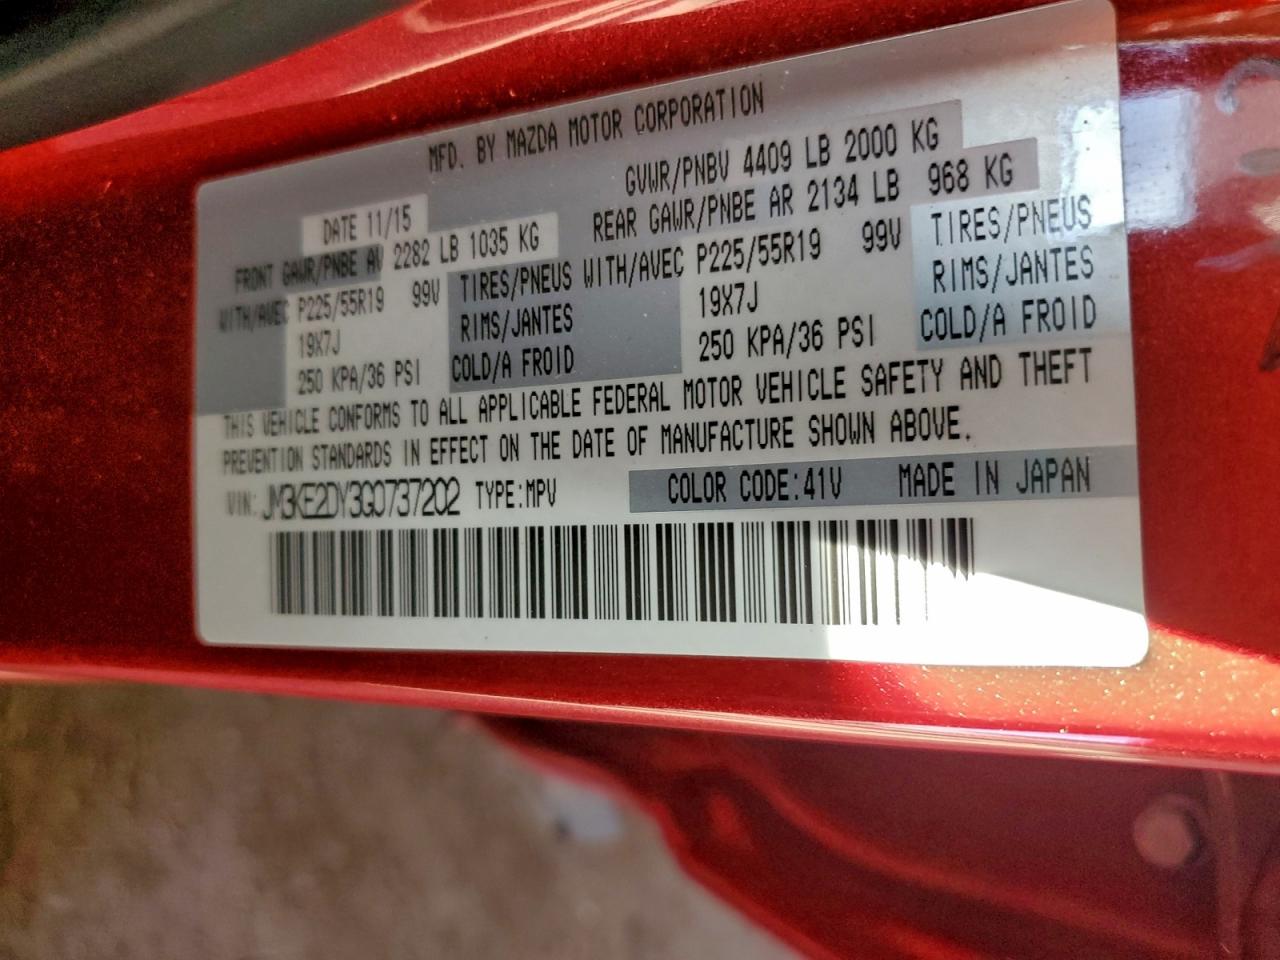 MFD. BY MAZDA MOTOR CORPORATION
DATE 11/15 GVWR/PNBV 4409 LB 2000 KG
FRONT GAWR/PNBE AV 2282 LB 1035 KG REAR GAWR/PNBE AR 2134 LB 968 KG
WITH/AVEC P225/55R19 99V TIRES/PNEUS WITH/AVEC P225/55R19 99V TIRES/PNEUS
19X7J RIMS/JANTES 19X7J RIMS/JANTES
250 KPA/36 PSI COLD/A FROID 250 KPA/36 PSI COLD/A FROID
THIS VEHICLE CONFORMS TO ALL APPLICABLE FEDERAL MOTOR VEHICLE SAFETY AND THEFT
PREVENTION STANDARDS IN EFFECT ON THE DATE OF MANUFACTURE SHOWN ABOVE.
VIN: JM3KE2DY3G0737202 TYPE:MPV COLOR CODE:41V MADE IN JAPAN